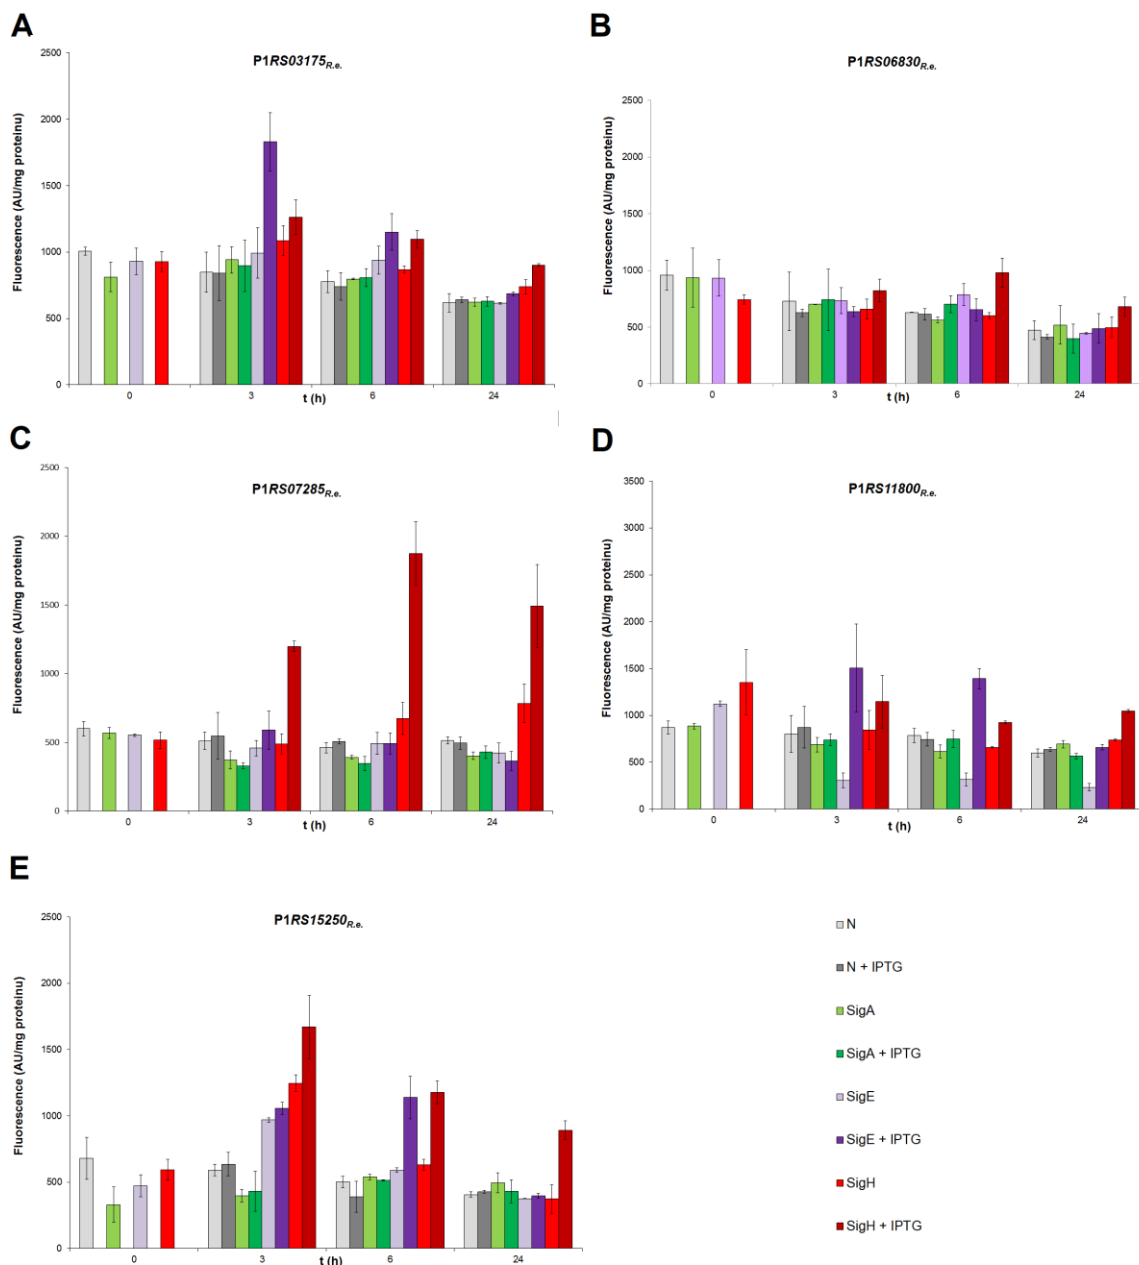 A
P1RS03175R.e.
Fluorescence (AU/mg proteinu)
2500
2000
1500
1000
500
0
0
3
6
24
t (h)
B
P1RS06830R.e.
Fluorescence (AU/mg proteinu)
2500
2000
1500
1000
500
0
0
3
6
24
t (h)
C
P1RS07285R.e.
Fluorescence (AU/mg proteinu)
2500
2000
1500
1000
500
0
0
3
6
24
t (h)
D
P1RS11800R.e.
Fluorescence (AU/mg proteinu)
3500
3000
2500
2000
1500
1000
500
0
0
3
6
24
t (h)
E
P1RS15250R.e.
Fluorescence (AU/mg proteinu)
2500
2000
1500
1000
500
0
0
3
6
24
t (h)
N
N + IPTG
SigA
SigA + IPTG
SigE
SigE + IPTG
SigH
SigH + IPTG